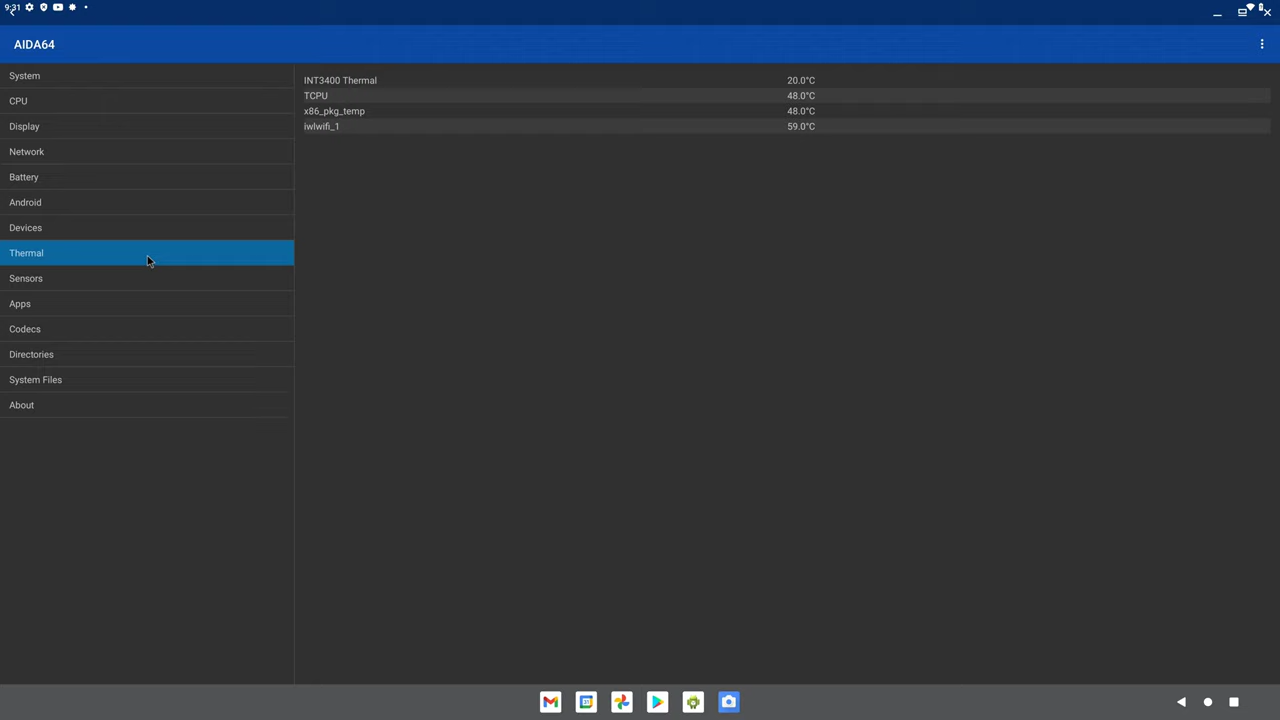 9:31
AIDA64
System
CPU
Display
Network
Battery
Android
Devices
Thermal
Sensors
Apps
Codecs
Directories
System Files
About
INT3400 Thermal 20.0°C
TCPU 48.0°C
x86_pkg_temp 48.0°C
iwlwifi_1 59.0°C
31